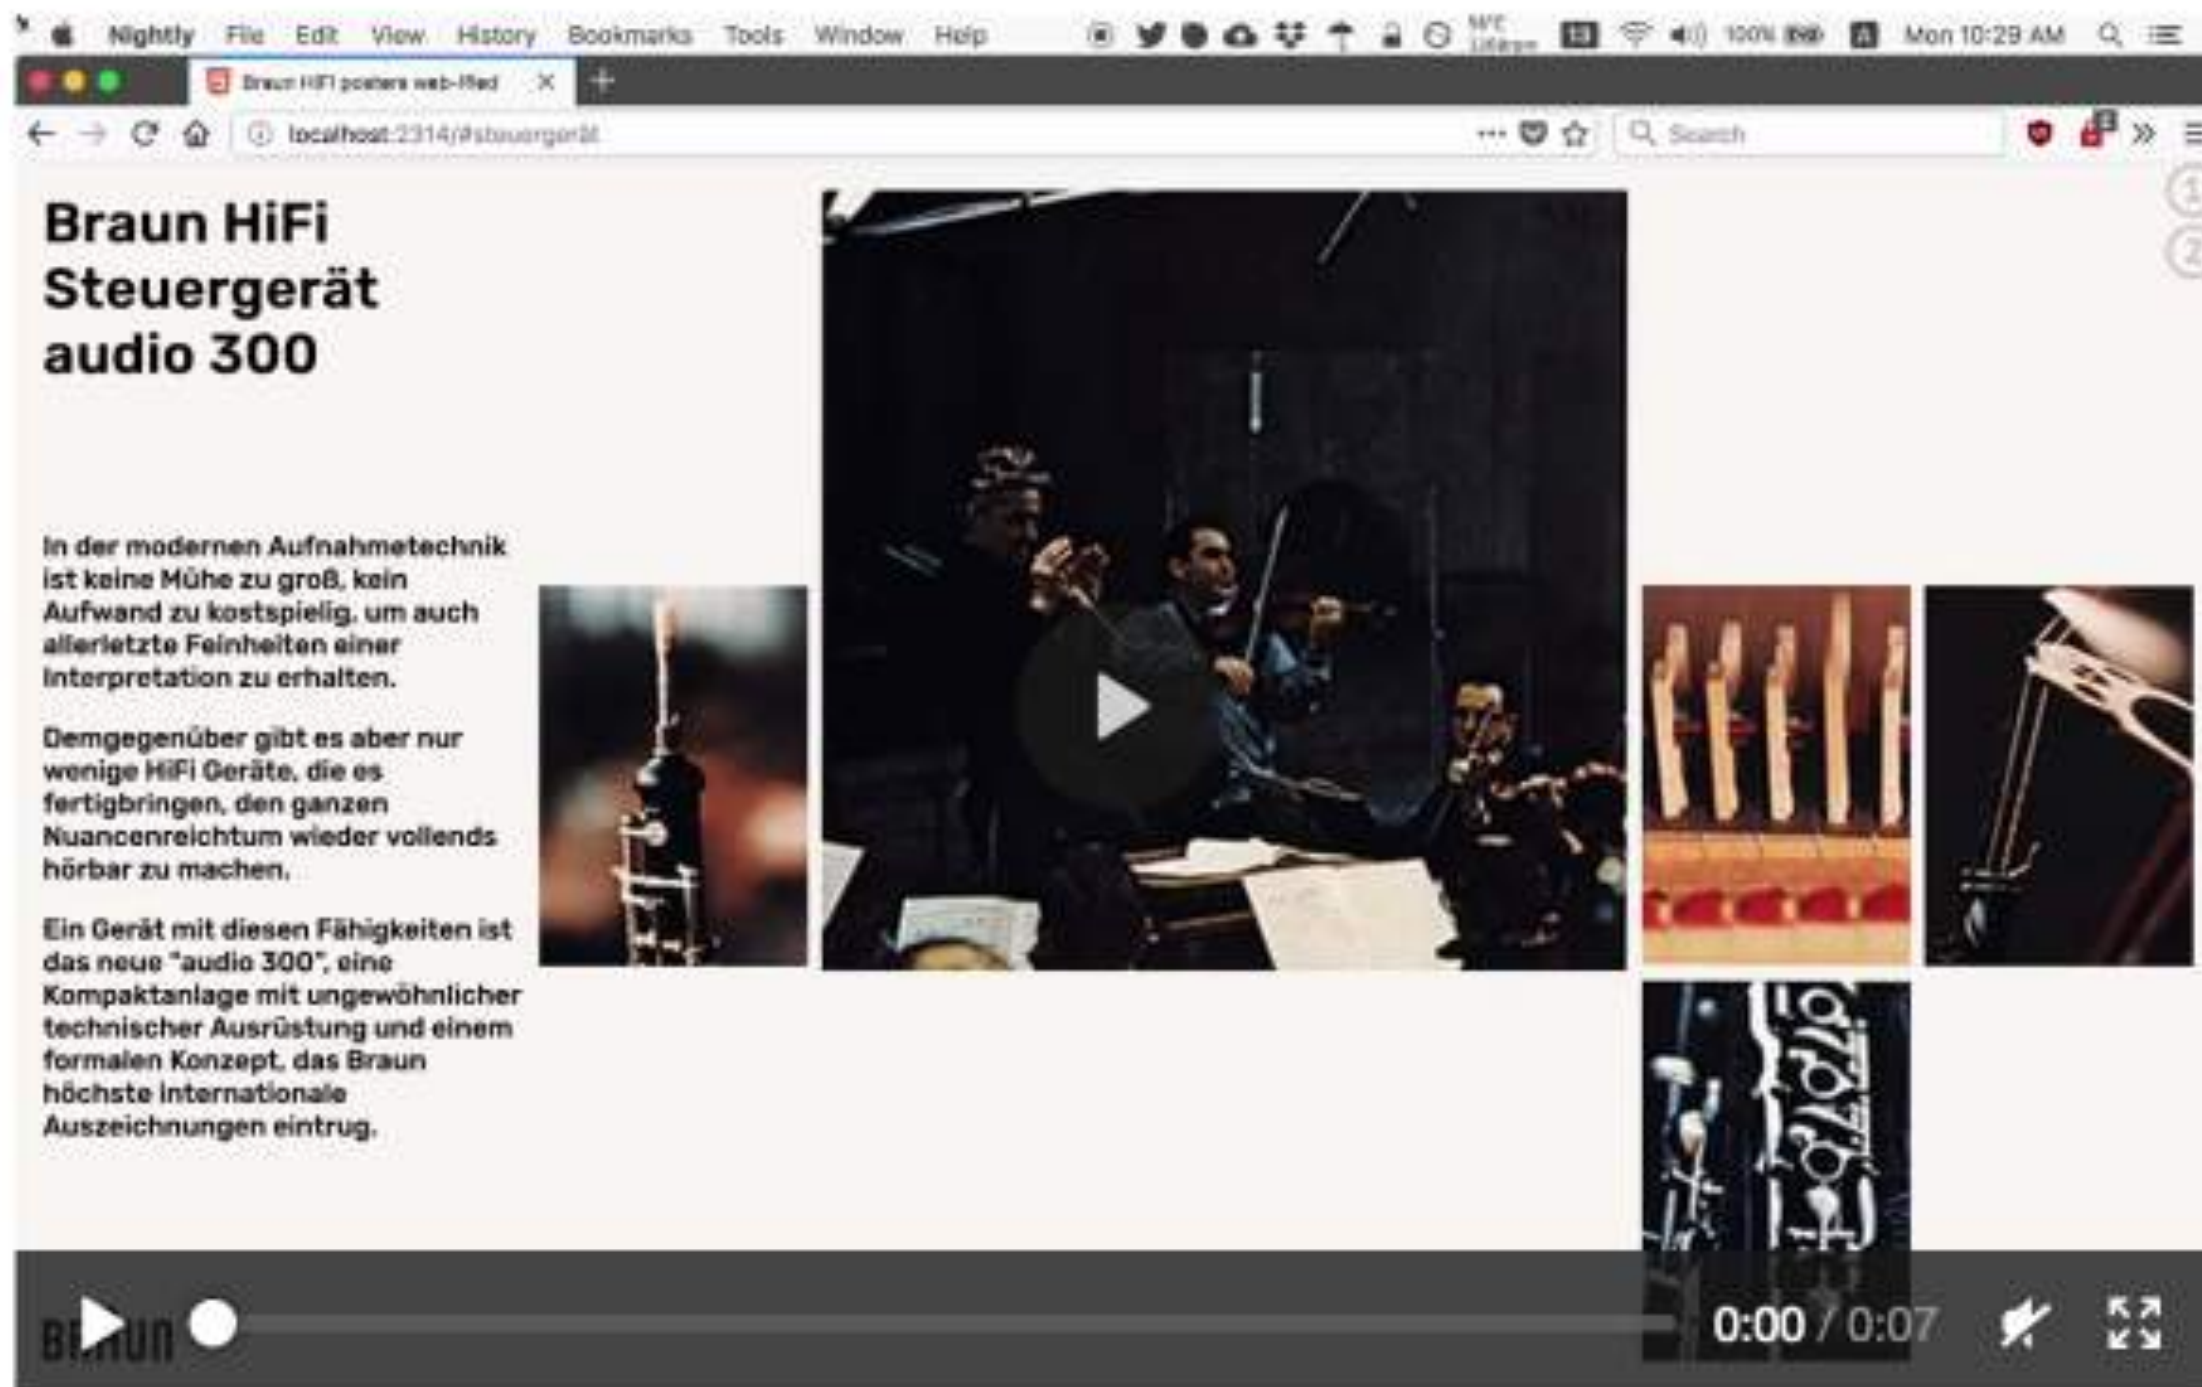 Nightly File Edit View History Bookmarks Tools Window Help 100% Mon 10:29 AM
Braun HiFi posters web-ified
localhost:2314/#steuergerät Search
1
2
Braun HiFi
Steuergerät
audio 300
In der modernen Aufnahmetechnik
ist keine Mühe zu groß, kein
Aufwand zu kostspielig, um auch
allerletzte Feinheiten einer
Interpretation zu erhalten.
Demgegenüber gibt es aber nur
wenige HiFi Geräte, die es
fertigbringen, den ganzen
Nuancenreichtum wieder vollends
hörbar zu machen.
Ein Gerät mit diesen Fähigkeiten ist
das neue "audio 300", eine
Kompaktanlage mit ungewöhnlicher
technischer Ausrüstung und einem
formalen Konzept, das Braun
höchste internationale
Auszeichnungen eintrug.
BRAUN
0:00 / 0:07